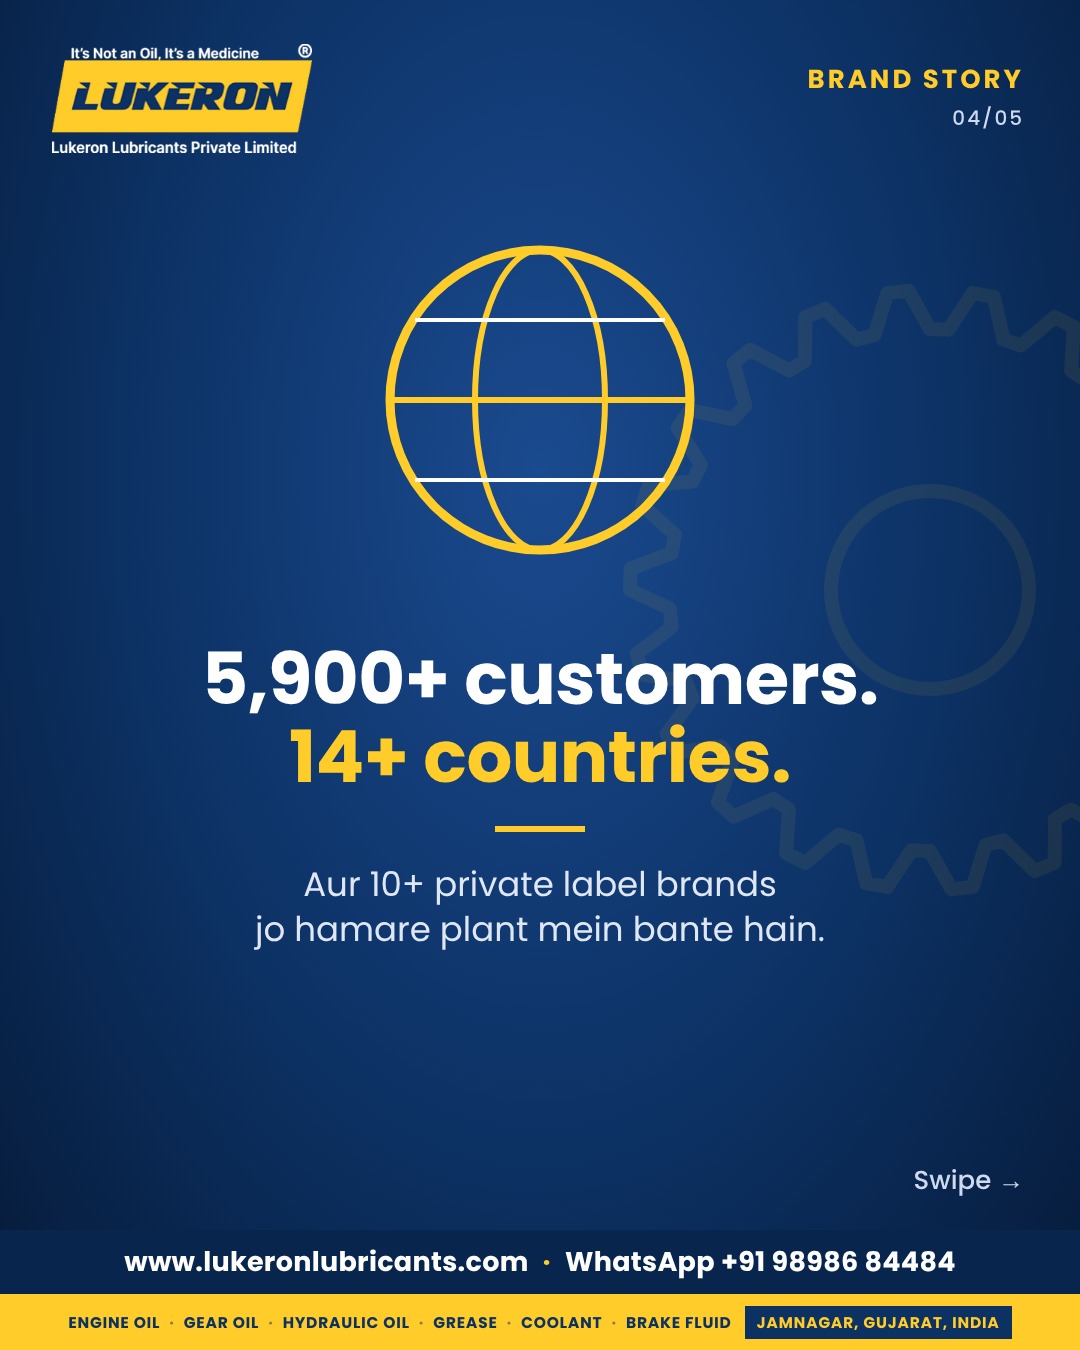 It's Not an Oil, It's a Medicine ®
LUKERON
Lukeron Lubricants Private Limited
BRAND STORY
04/05
5,900+ customers.
14+ countries.
Aur 10+ private label brands
jo hamare plant mein bante hain.
Swipe →
www.lukeronlubricants.com · WhatsApp +91 98986 84484
ENGINE OIL · GEAR OIL · HYDRAULIC OIL · GREASE · COOLANT · BRAKE FLUID JAMNAGAR, GUJARAT, INDIA